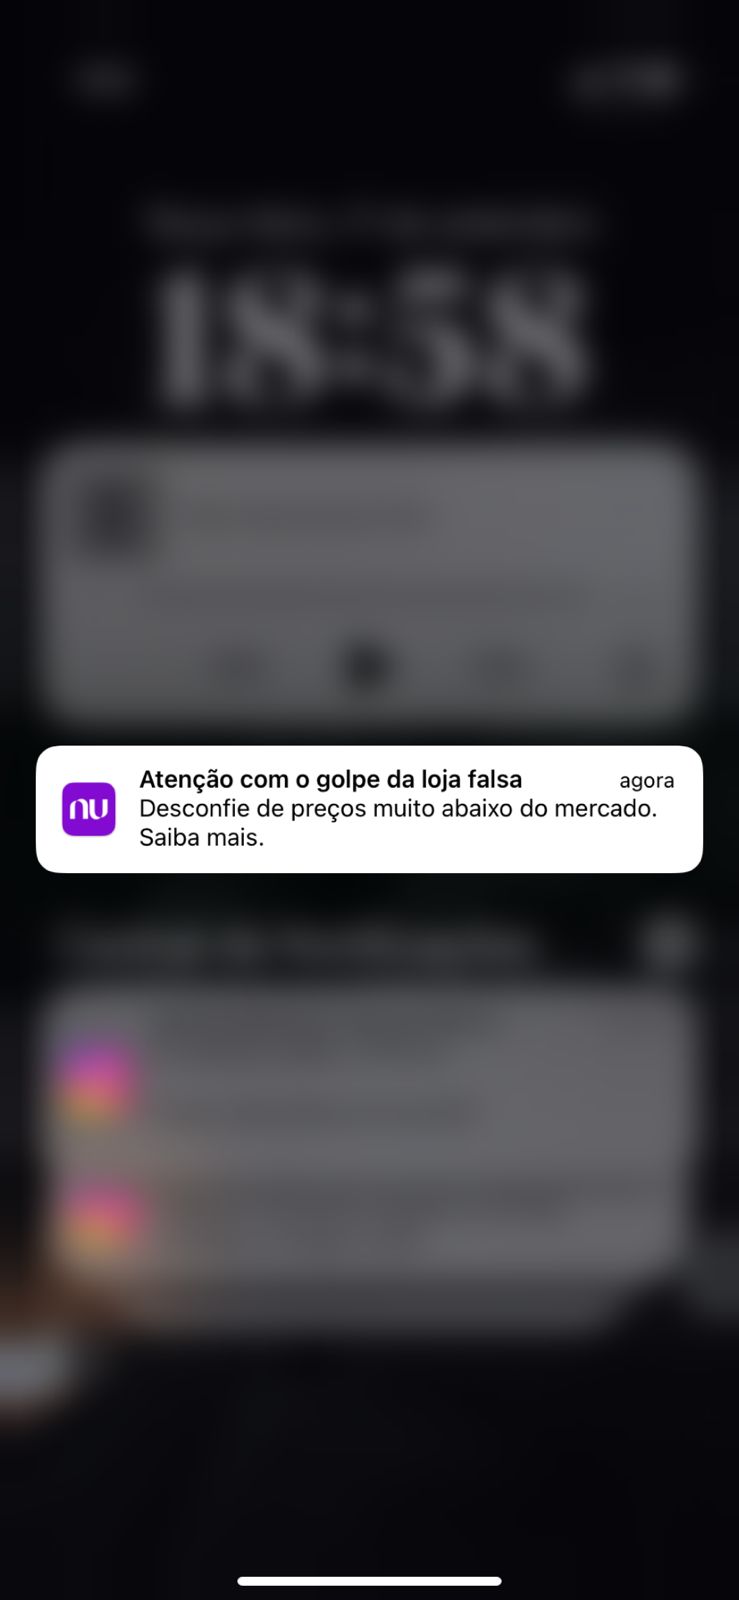 18:58
nu
Atenção com o golpe da loja falsa agora
Desconfie de preços muito abaixo do mercado.
Saiba mais.